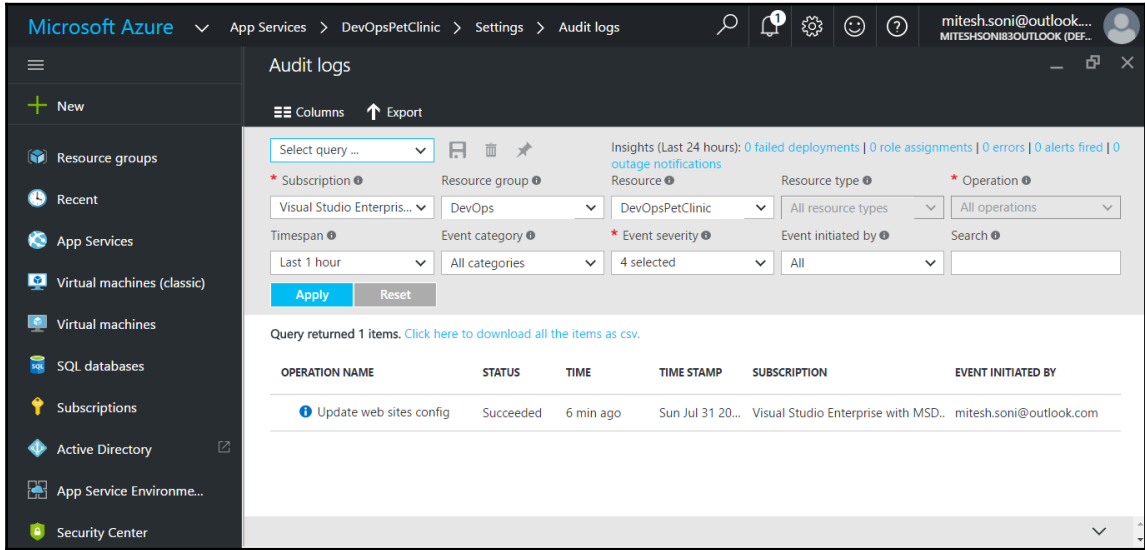 Microsoft Azure App Services > DevOpsPetClinic > Settings > Audit logs
1
mitesh.soni@outlook....
MITESHSONI83OUTLOOK (DEF...
New
Resource groups
Recent
App Services
Virtual machines (classic)
Virtual machines
SQL
SQL databases
Subscriptions
Active Directory
App Service Environme...
Security Center
Audit logs
Columns Export
Select query ...
Insights (Last 24 hours): 0 failed deployments | 0 role assignments | 0 errors | 0 alerts fired | 0
outage notifications
* Subscription Resource group Resource Resource type * Operation
Visual Studio Enterpris... DevOps DevOpsPetClinic All resource types All operations
Timespan Event category * Event severity Event initiated by Search
Last 1 hour All categories 4 selected All
Apply Reset
Query returned 1 items. Click here to download all the items as csv.
OPERATION NAME STATUS TIME TIME STAMP SUBSCRIPTION EVENT INITIATED BY
Update web sites config Succeeded 6 min ago Sun Jul 31 20... Visual Studio Enterprise with MSD.. mitesh.soni@outlook.com